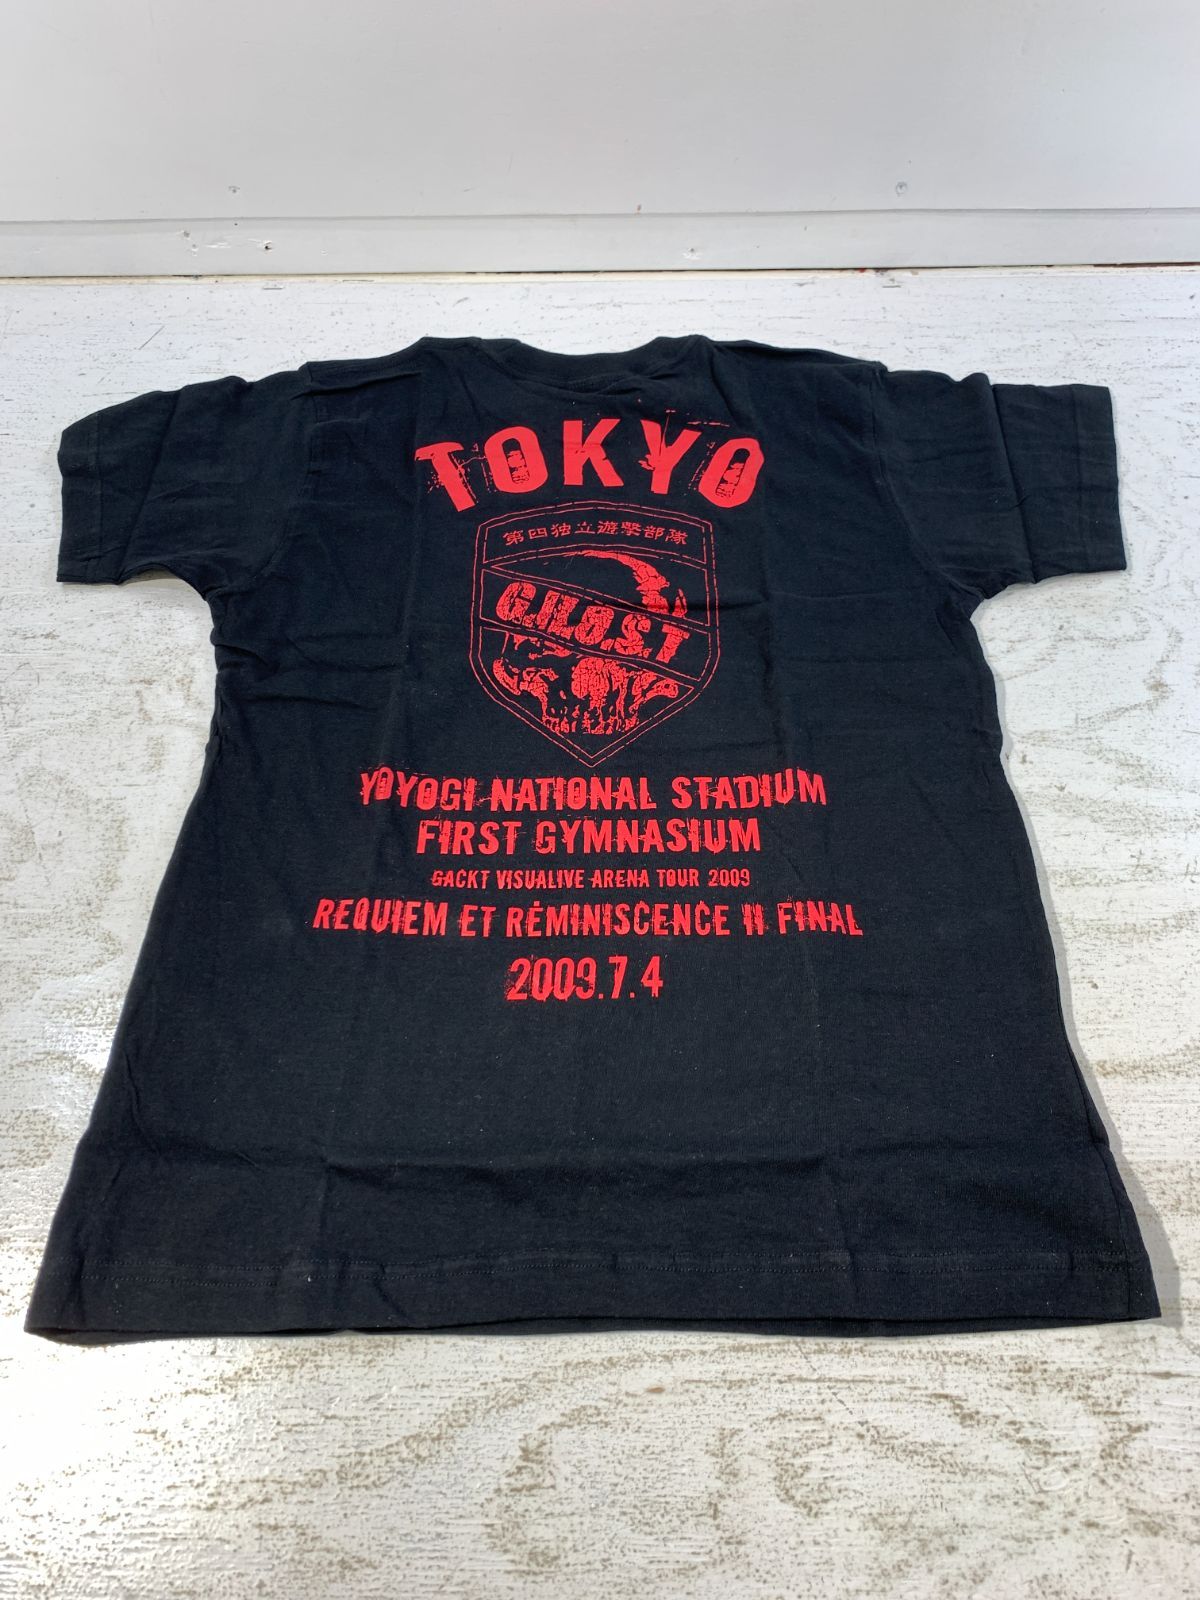 TOKYO
第四独立遊撃部隊
G.H.O.S.T
YOYOGI NATIONAL STADIUM
FIRST GYMNASIUM
GACKT VISUALIVE ARENA TOUR 2009
REQUIEM ET RÉMINISCENCE II FINAL
2009.7.4